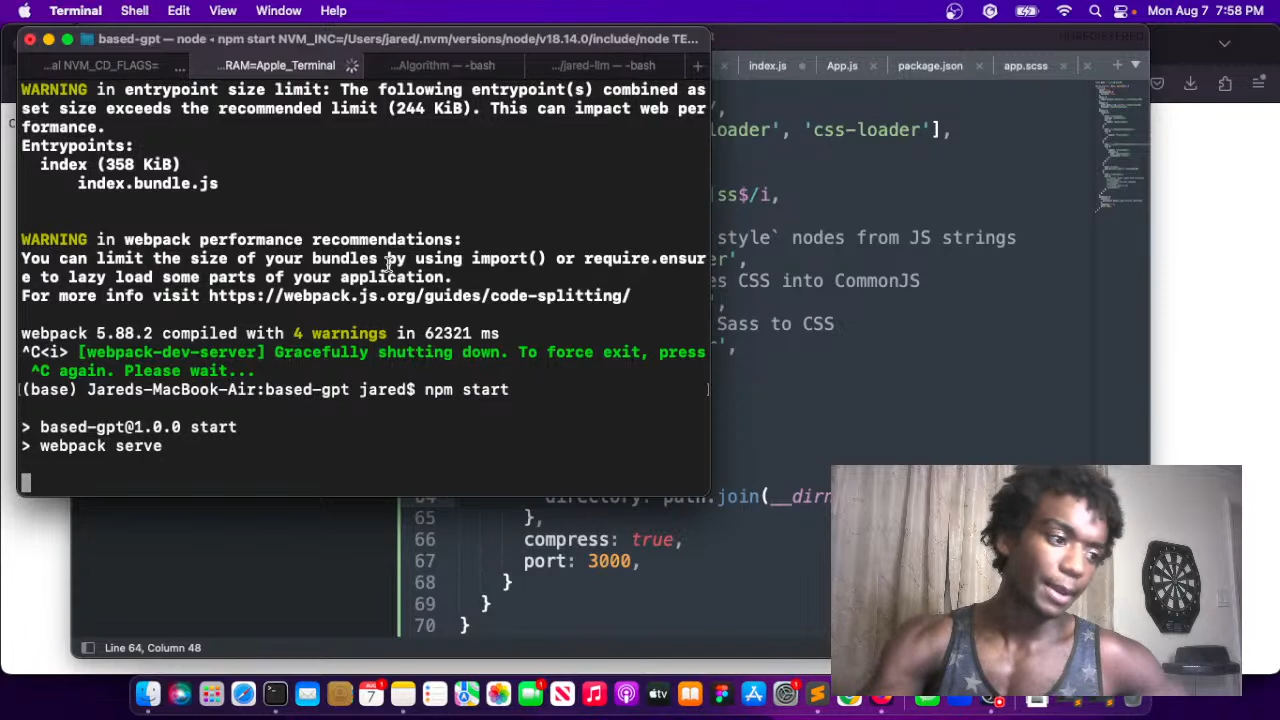 Terminal Shell Edit View Window Help Mon Aug 7 7:58 PM
based-gpt — node ◂ npm start NVM_INC=/Users/jared/.nvm/versions/node/v18.14.0/include/node TE...
...al NVM_CD_FLAGS= ... ...RAM=Apple_Terminal ...Algorithm — -bash .../jared-llm — -bash +
index.js App.js package.json app.scss
WARNING in entrypoint size limit: The following entrypoint(s) combined as
set size exceeds the recommended limit (244 KiB). This can impact web per
formance.
Entrypoints:
index (358 KiB)
index.bundle.js
WARNING in webpack performance recommendations:
You can limit the size of your bundles by using import() or require.ensur
e to lazy load some parts of your application.
For more info visit https://webpack.js.org/guides/code-splitting/
webpack 5.88.2 compiled with 4 warnings in 62321 ms
^C<i> [webpack-dev-server] Gracefully shutting down. To force exit, press
^C again. Please wait...
(base) Jareds-MacBook-Air:based-gpt jared$ npm start
> based-gpt@1.0.0 start
> webpack serve
loader', 'css-loader'],
ss$/i,
style` nodes from JS strings
r',
es CSS into CommonJS
',
Sass to CSS
',
64 directory: path.join(__dirn
65 },
66 compress: true,
67 port: 3000,
68 }
69 }
70 }
Line 64, Column 48